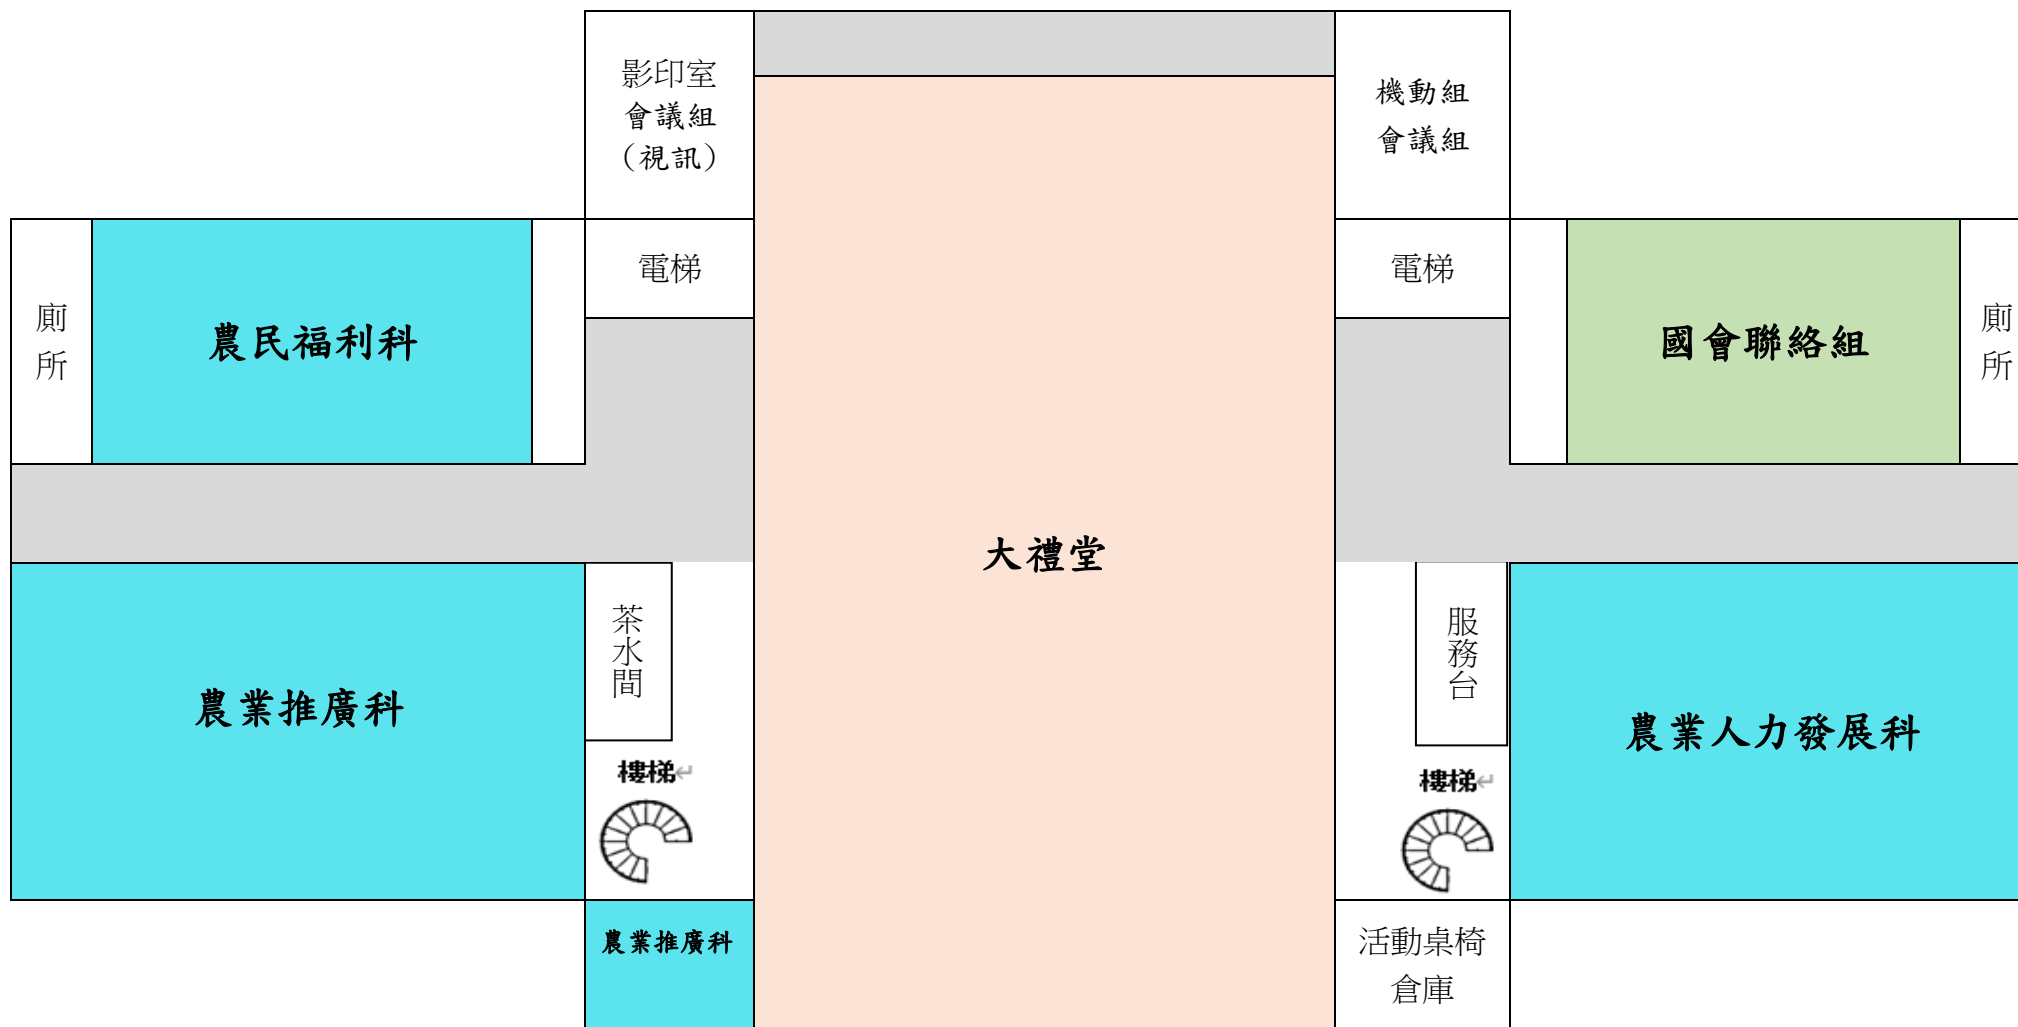 影印室
會議組
（視訊）
機動組
會議組
電梯
電梯
廁所
農民福利科
國會聯絡組
廁所
大禮堂
茶水間
服務台
農業推廣科
農業人力發展科
樓梯↵
樓梯↵
農業推廣科
活動桌椅
倉庫